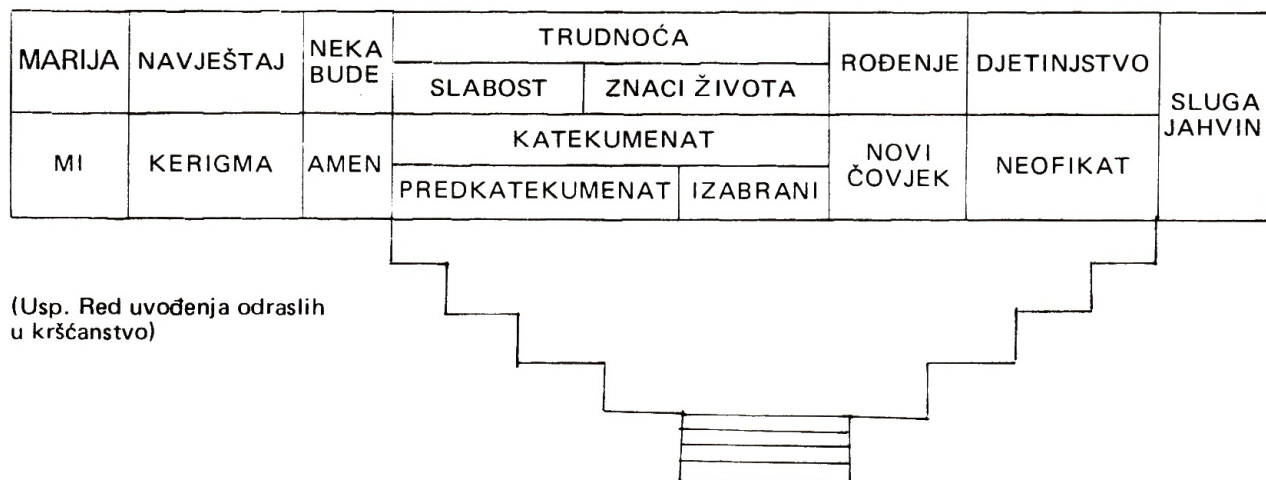 MARIJA
NAVJEŠTAJ
NEKA
BUDE
TRUDNOĆA
SLABOST
ZNACI ŽIVOTA
ROĐENJE
DJETINJSTVO
SLUGA
JAHVIN
MI
KERIGMA
AMEN
KATEKUMENAT
PREDKATEKUMENAT
IZABRANI
NOVI
ČOVJEK
NEOFIKAT
(Usp. Red uvođenja odraslih
u kršćanstvo)